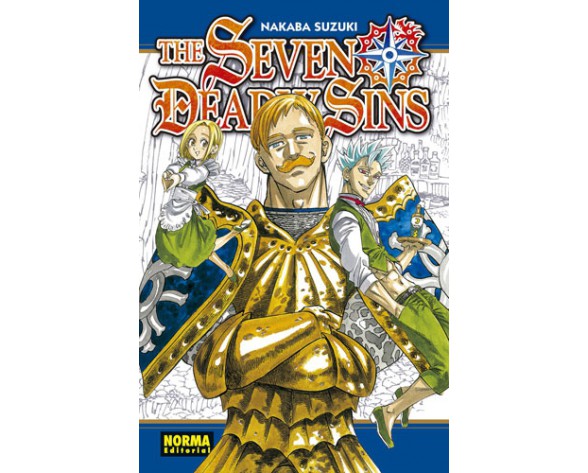 NAKABA SUZUKI
THE SEVEN
DEADLY SINS
NORMA
Editorial